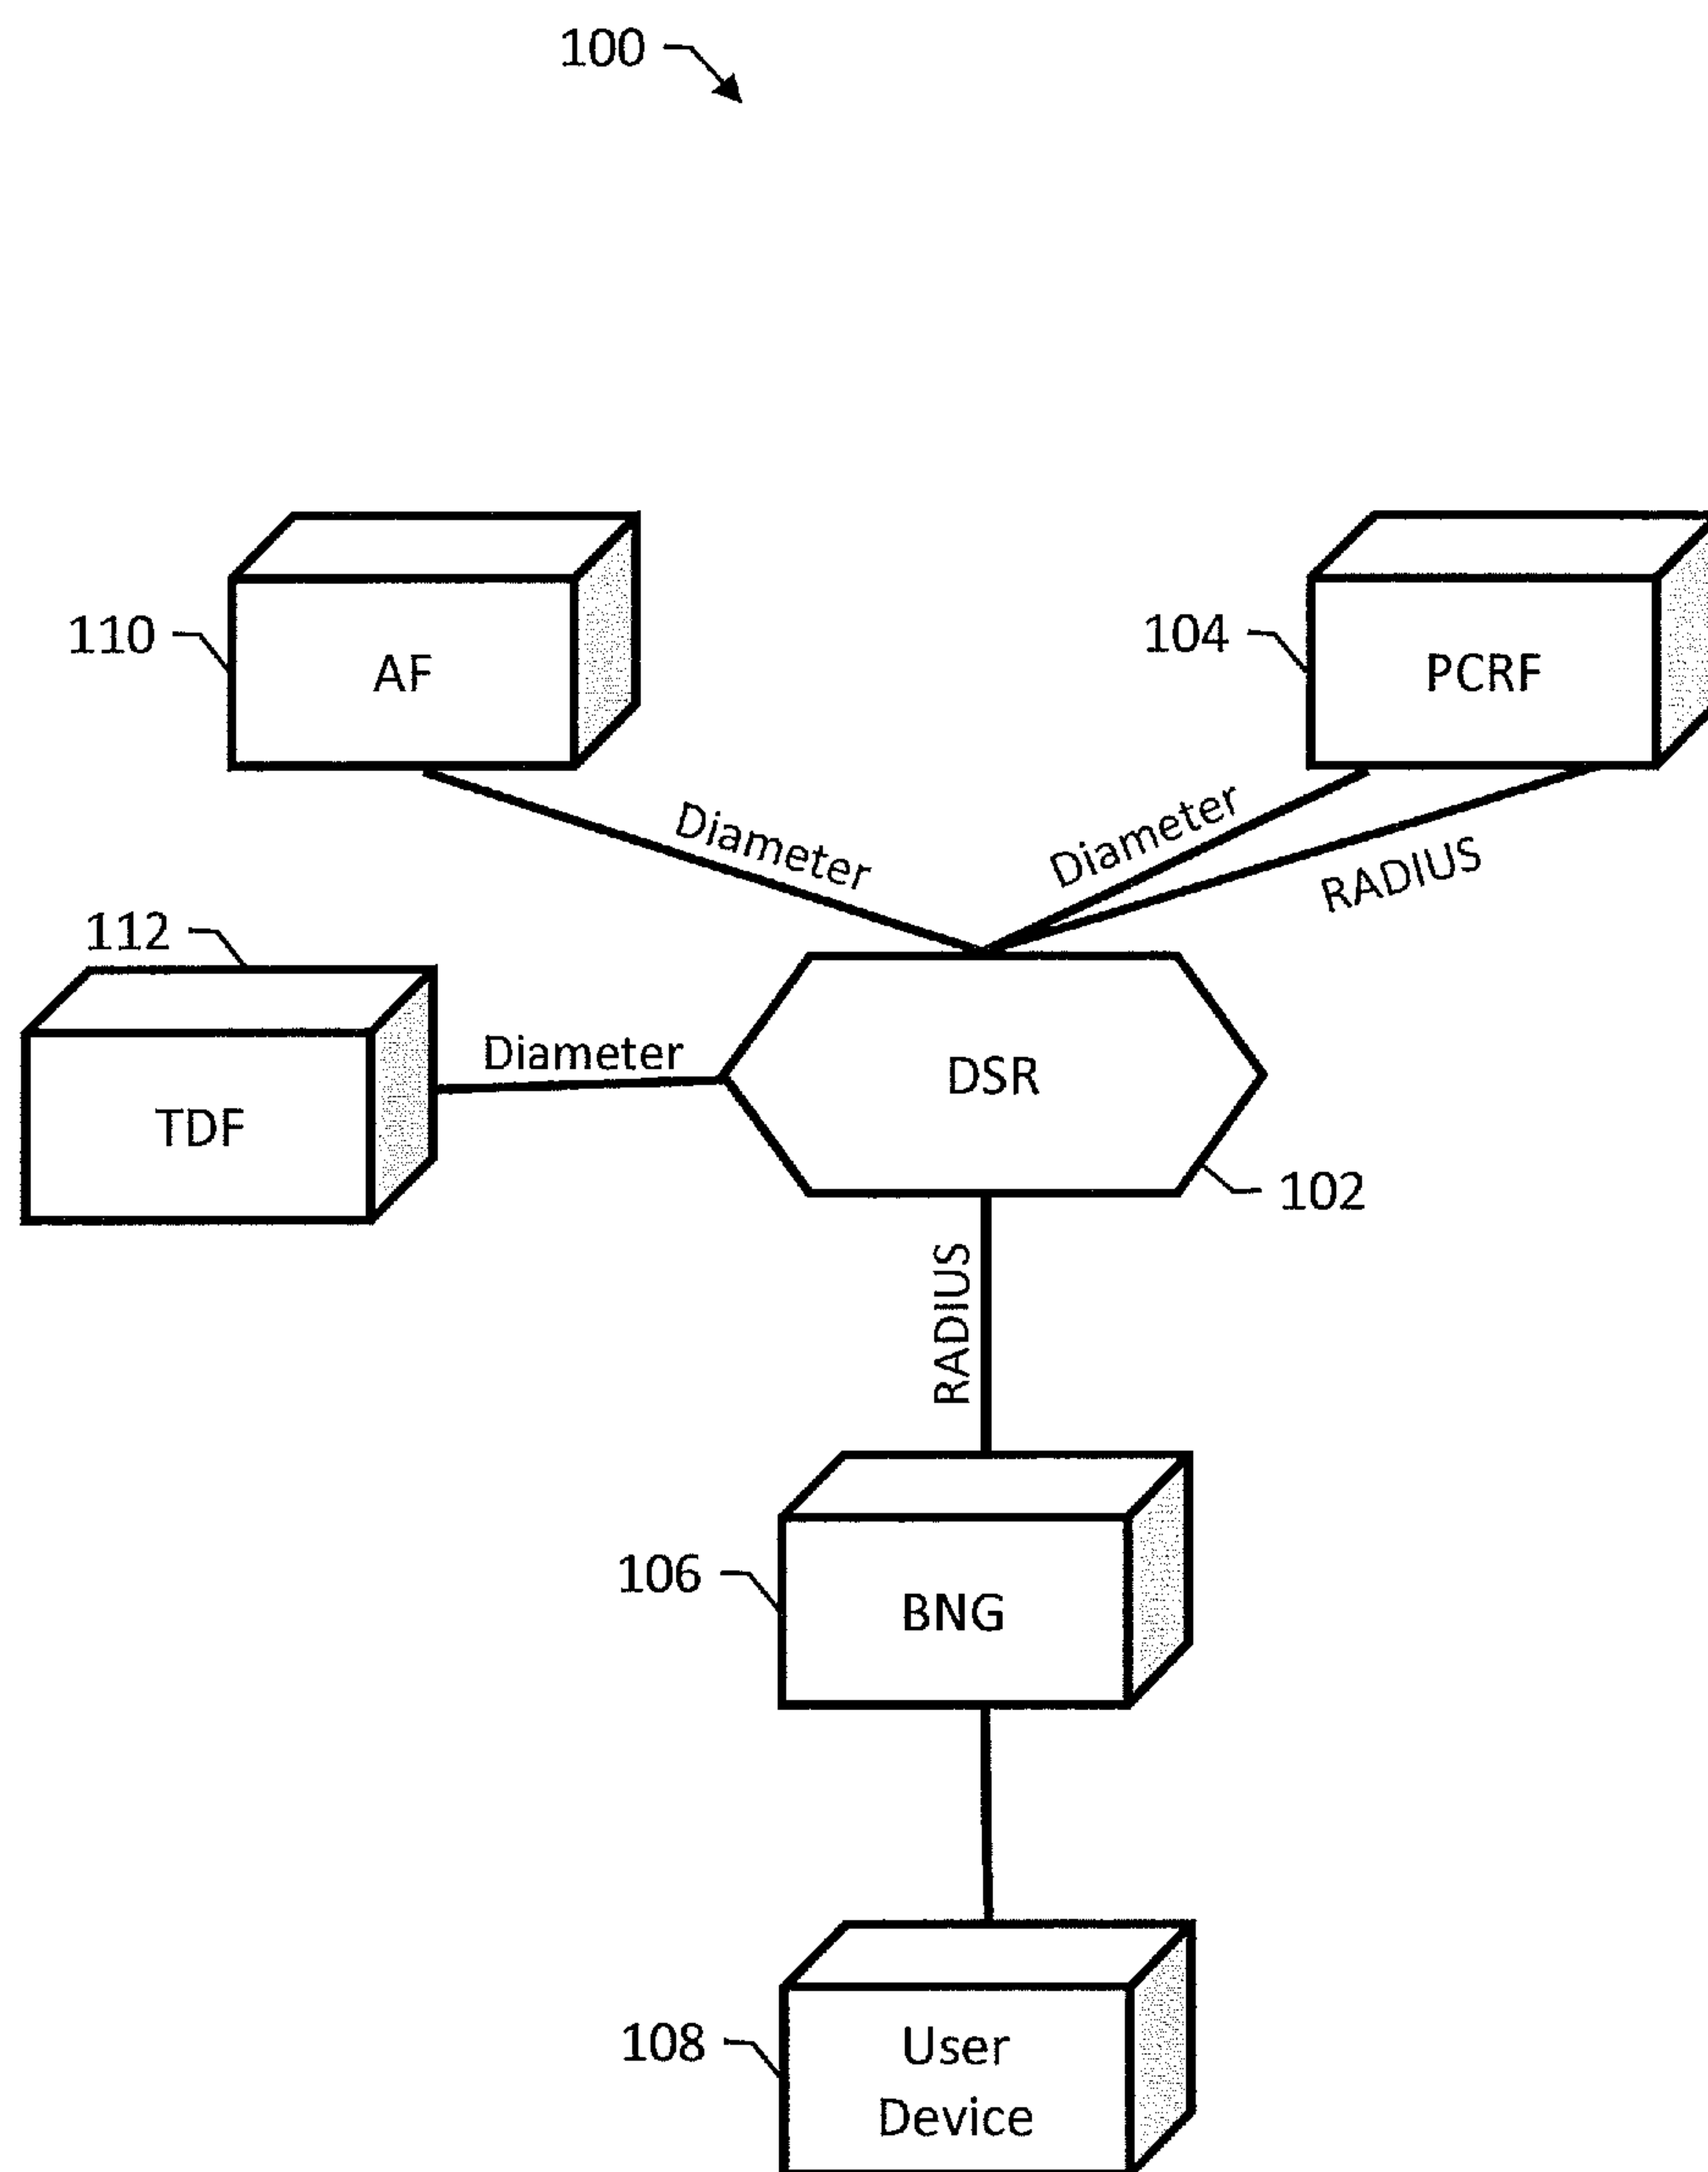 100
110
AF
104
PCRF
Diameter
Diameter
RADIUS
112
TDF
Diameter
DSR
102
RADIUS
106
BNG
108
User
Device